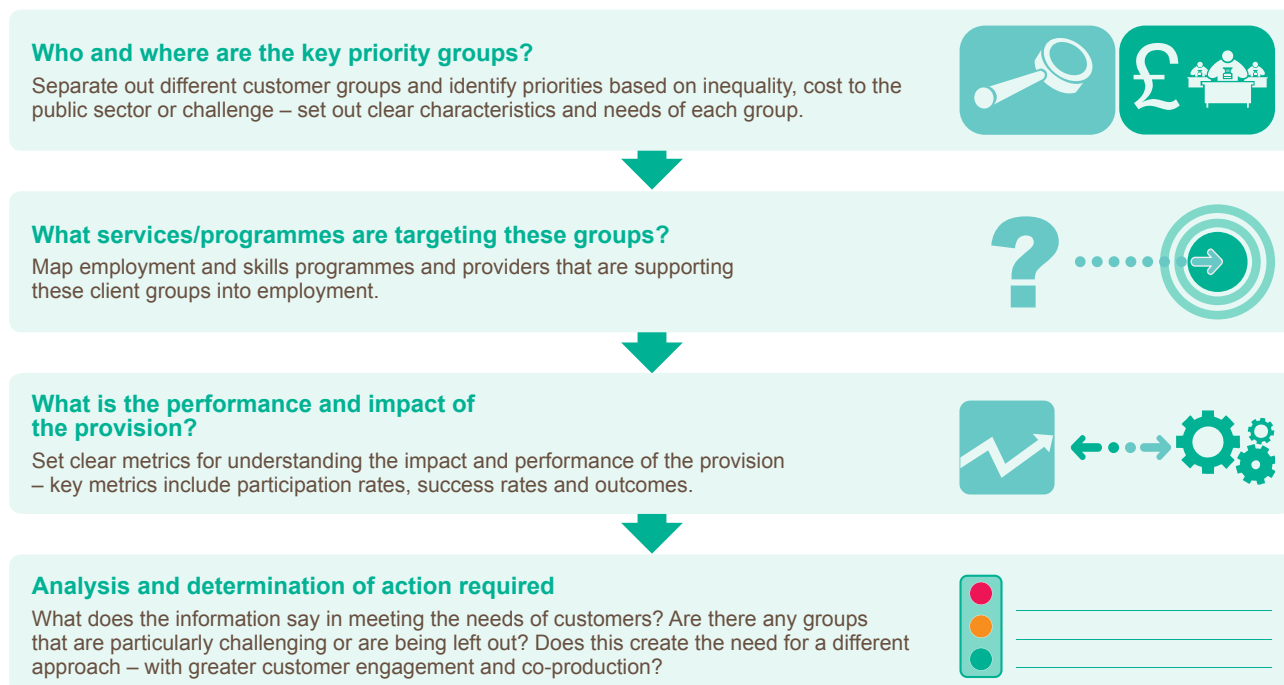 Who and where are the key priority groups?
Separate out different customer groups and identify priorities based on inequality, cost to the
public sector or challenge – set out clear characteristics and needs of each group.
£
What services/programmes are targeting these groups?
Map employment and skills programmes and providers that are supporting
these client groups into employment.
?
What is the performance and impact of
the provision?
Set clear metrics for understanding the impact and performance of the provision
– key metrics include participation rates, success rates and outcomes.
Analysis and determination of action required
What does the information say in meeting the needs of customers? Are there any groups
that are particularly challenging or are being left out? Does this create the need for a different
approach – with greater customer engagement and co-production?